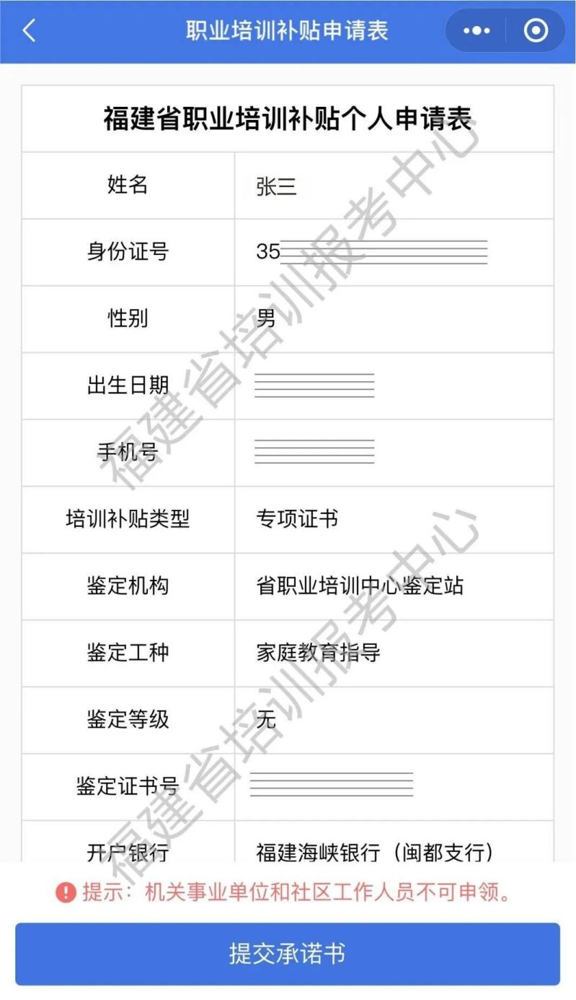 职业培训补贴申请表
福建省职业培训补贴个人申请表
姓名 张三
身份证号 35
性别 男
出生日期
手机号
培训补贴类型 专项证书
鉴定机构 省职业培训中心鉴定站
鉴定工种 家庭教育指导
鉴定等级 无
鉴定证书号
开户银行 福建海峡银行（闽都支行）
提示：机关事业单位和社区工作人员不可申领。
提交承诺书
福建省培训报考中心
福建省培训报考中心